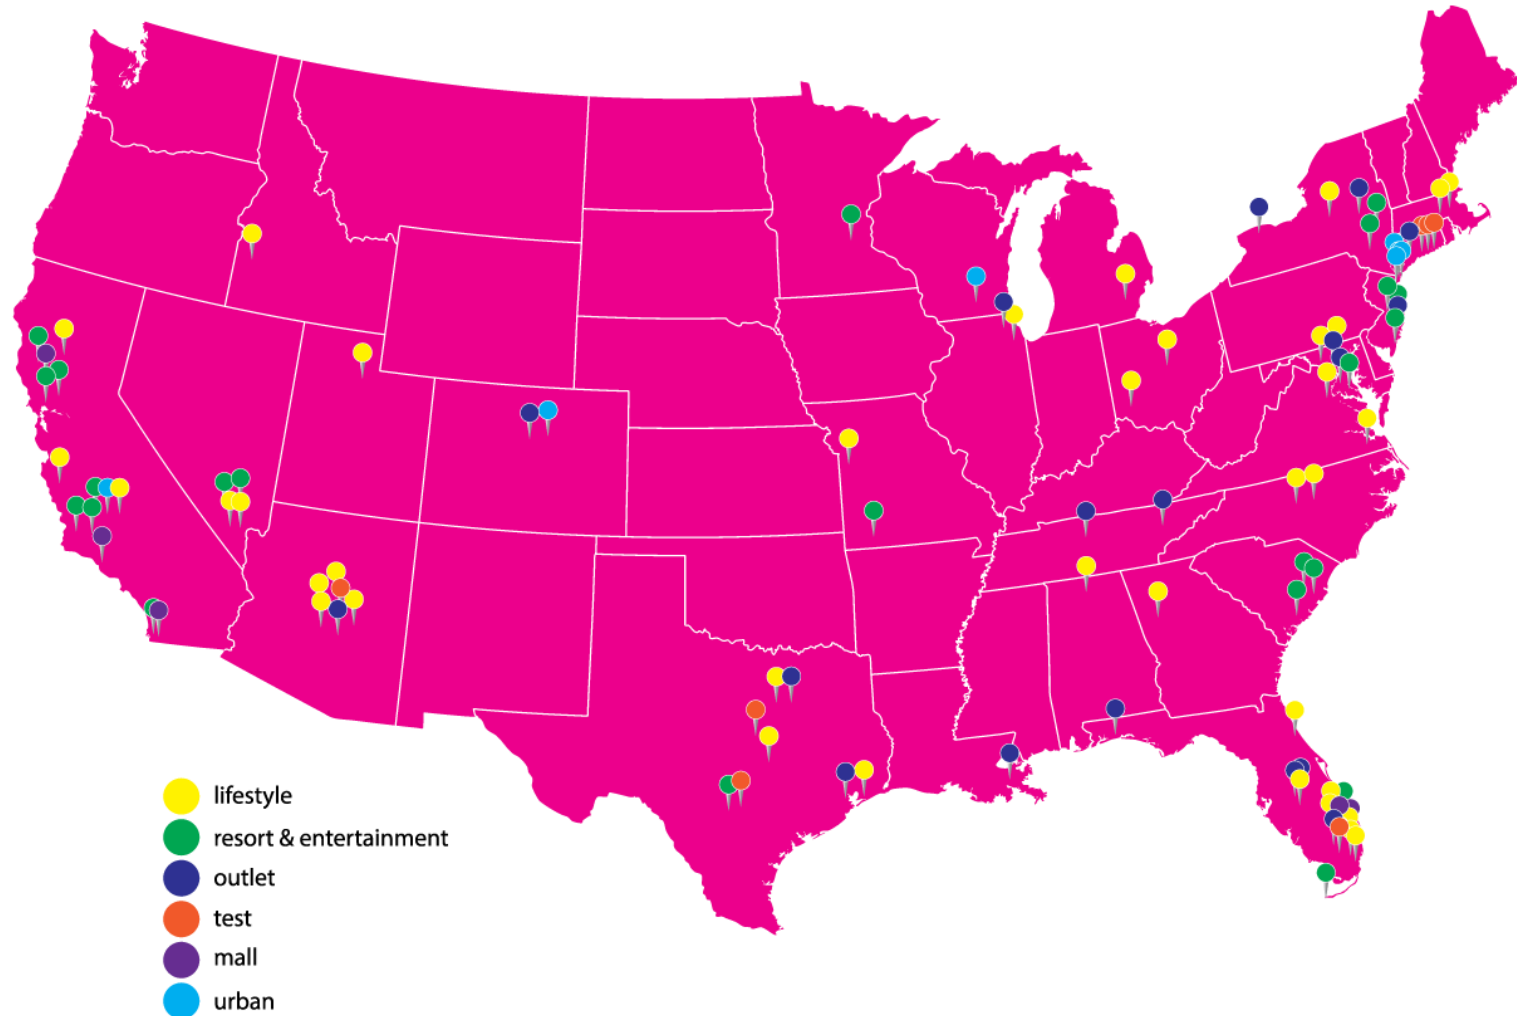 lifestyle
resort & entertainment
outlet
test
mall
urban